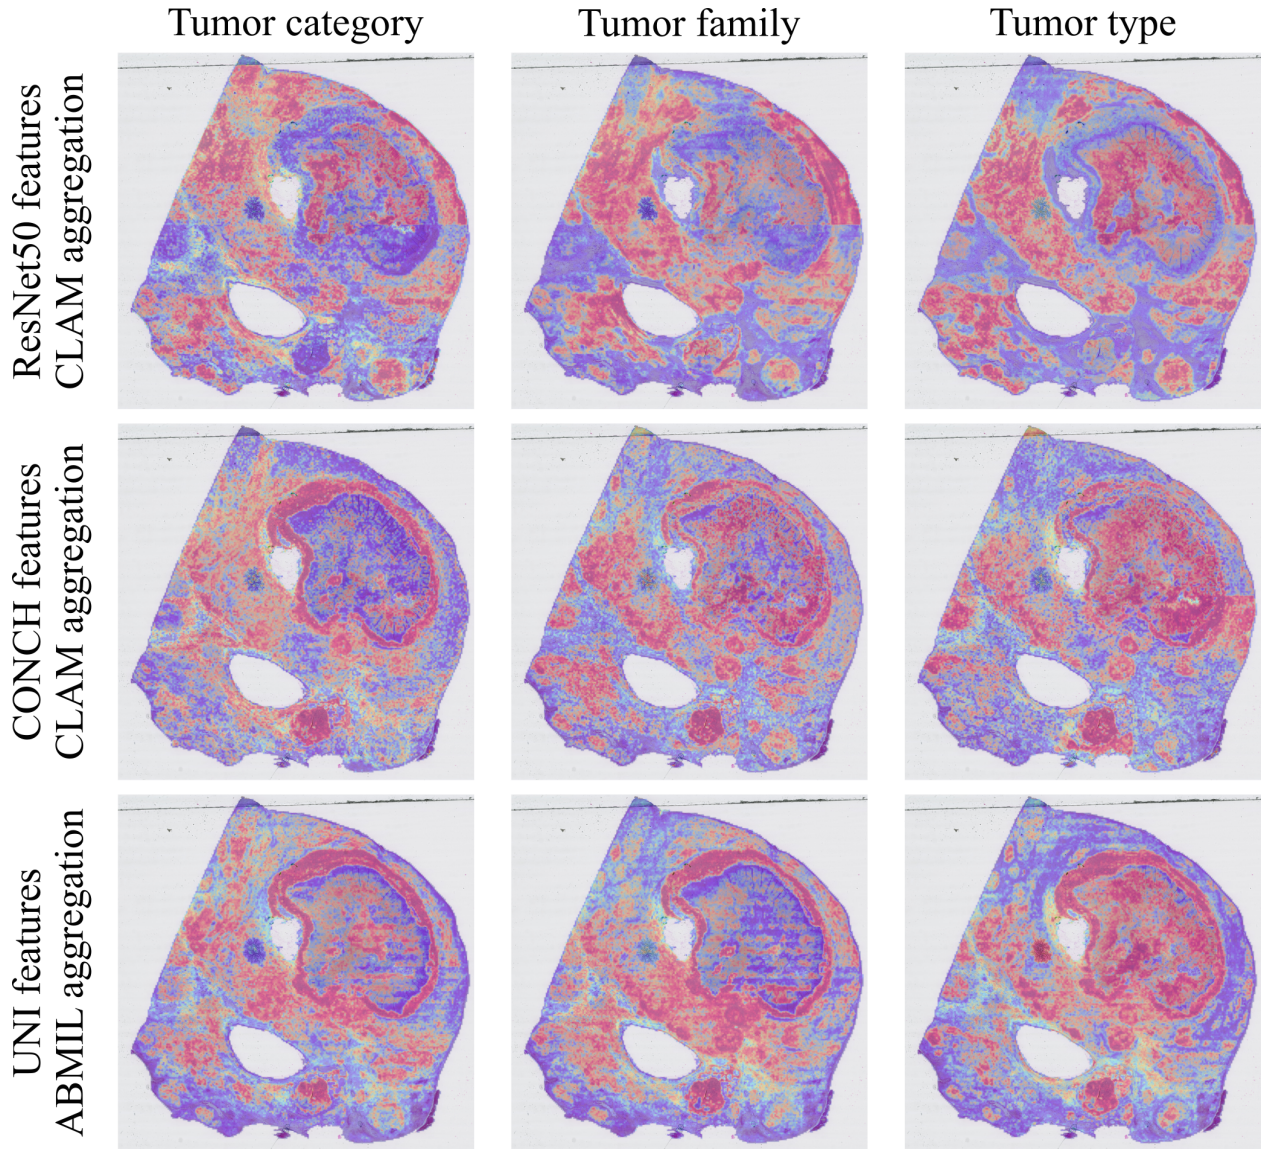 Tumor category
Tumor family
Tumor type
ResNet50 features
CLAM aggregation
CONCH features
CLAM aggregation
UNI features
ABMIL aggregation